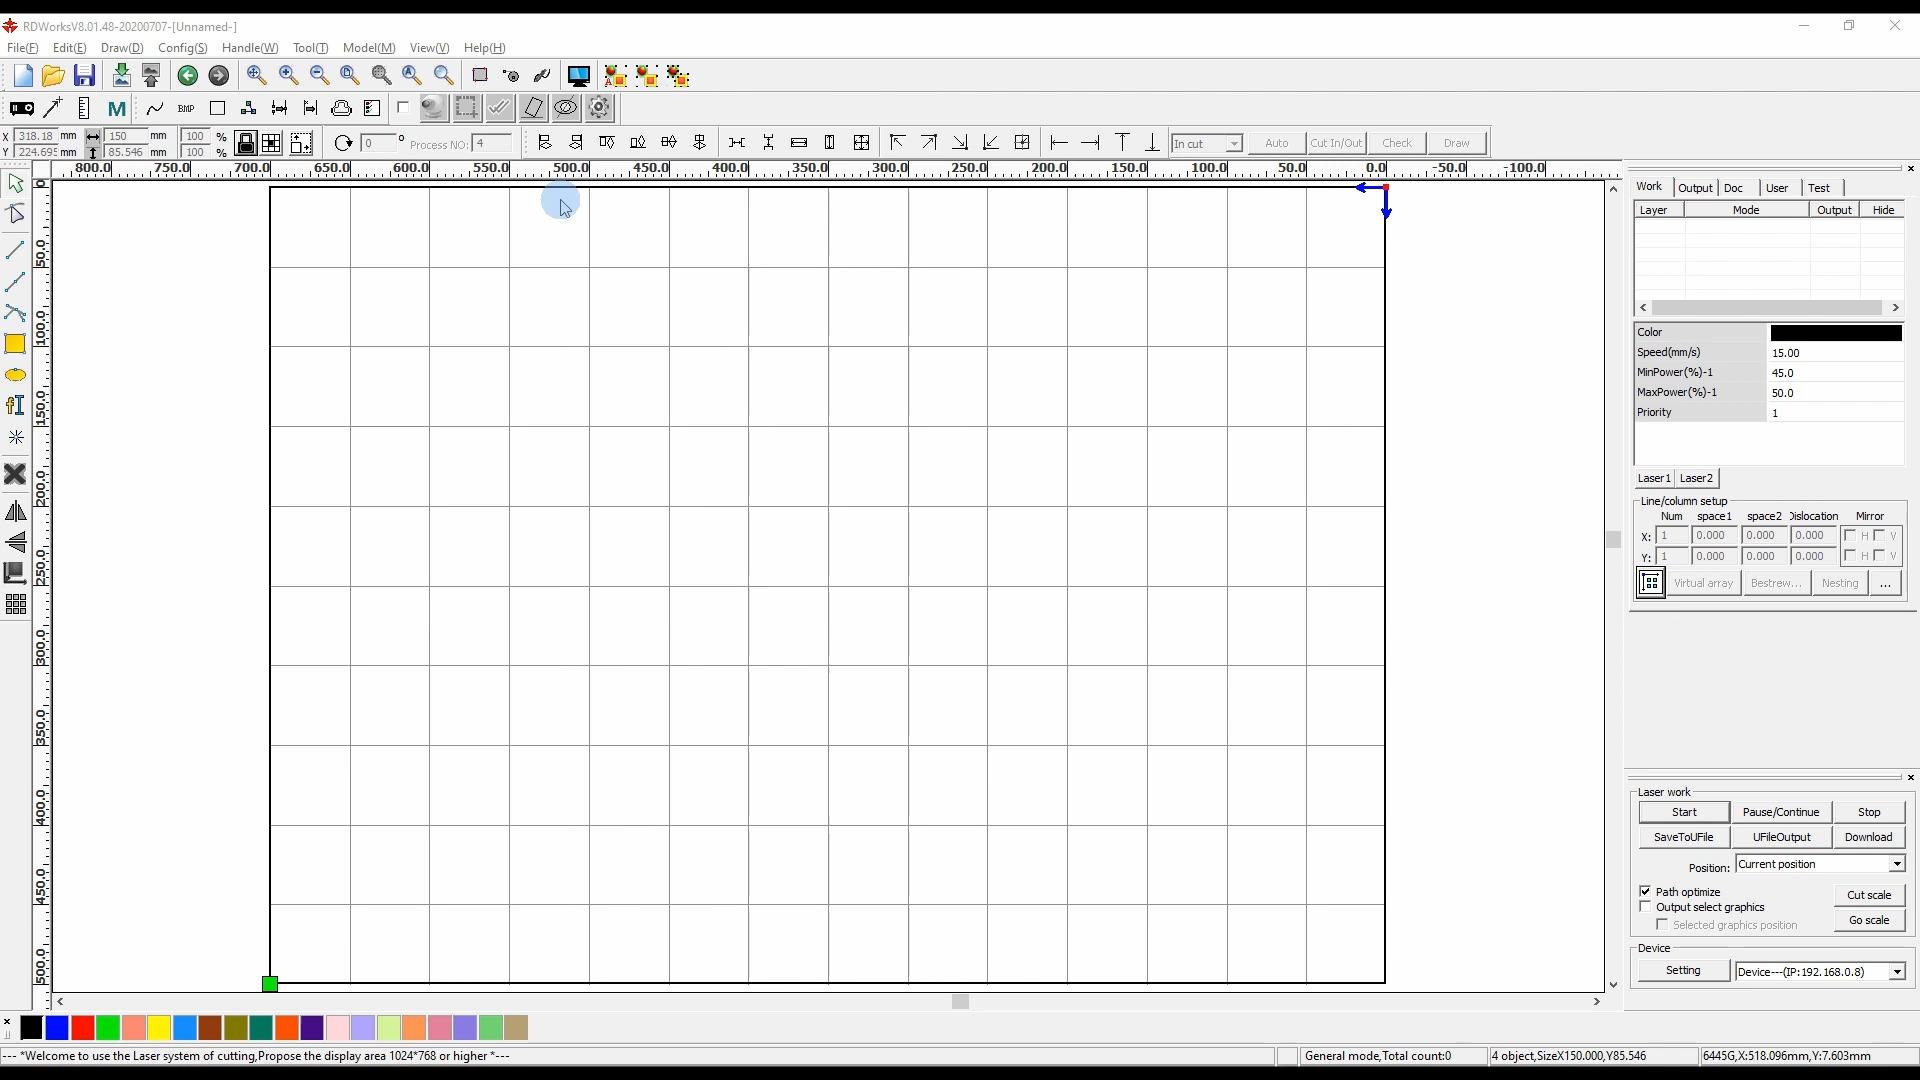 RDWorksV8.01.48-20200707-[Unnamed-]
File(F) Edit(E) Draw(D) Config(S) Handle(W) Tool(T) Model(M) View(V) Help(H)
M BMP
X 318.18 mm 150 mm 100 %
Y 224.695 mm 85.546 mm 100 %
0 ° Process NO: 4 In cut Auto Cut In/Out Check Draw
800.0 750.0 700.0 650.0 600.0 550.0 500.0 450.0 400.0 350.0 300.0 250.0 200.0 150.0 100.0 50.0 0.0 -50.0 -100.0
0
50.0
100.0
150.0
200.0
250.0
300.0
350.0
400.0
450.0
500.0
Work Output Doc User Test
Layer Mode Output Hide
Color
Speed(mm/s) 15.00
MinPower(%)-1 45.0
MaxPower(%)-1 50.0
Priority 1
Laser1 Laser2
Line/column setup
Num space1 space2 Dislocation Mirror
X: 1 0.000 0.000 0.000 H V
Y: 1 0.000 0.000 0.000 H V
Virtual array Bestrew... Nesting ...
Laser work
Start Pause/Continue Stop
SaveToUFile UFileOutput Download
Position: Current position
Path optimize Cut scale
Output select graphics
Selected graphics position Go scale
Device
Setting Device---(IP:192.168.0.8)
--- *Welcome to use the Laser system of cutting,Propose the display area 1024*768 or higher *---
General mode,Total count:0 4 object,SizeX150.000,Y85.546 6445G,X:518.096mm,Y:7.603mm